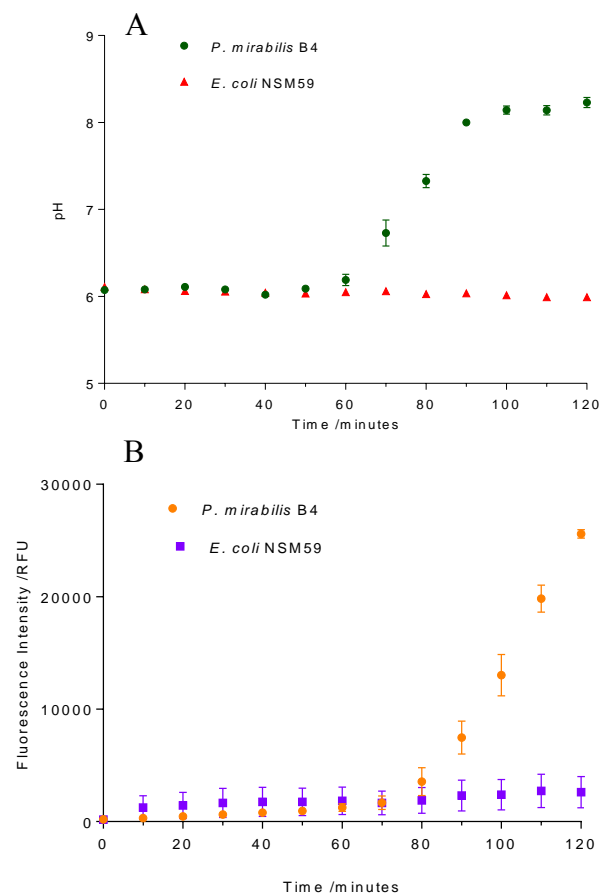 A
P. mirabilis B4
E. coli NSM59
9
8
7
6
5
pH
0 20 40 60 80 100 120
Time /minutes
B
P. mirabilis B4
E. coli NSM59
30000
20000
10000
0
Fluorescence Intensity /RFU
0 20 40 60 80 100 120
Time /minutes